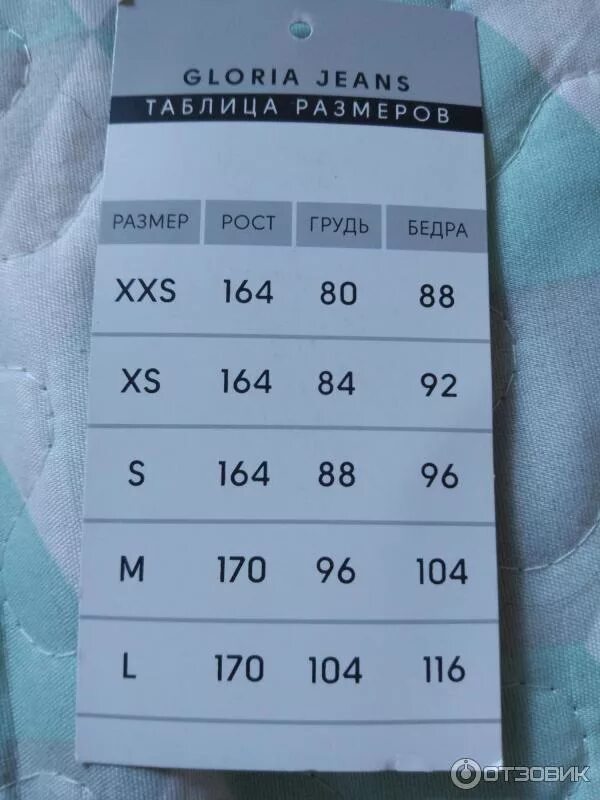 GLORIA JEANS
ТАБЛИЦА РАЗМЕРОВ
РАЗМЕР РОСТ ГРУДЬ БЕДРА
XXS 164 80 88
XS 164 84 92
S 164 88 96
M 170 96 104
L 170 104 116
ОТЗОВИК